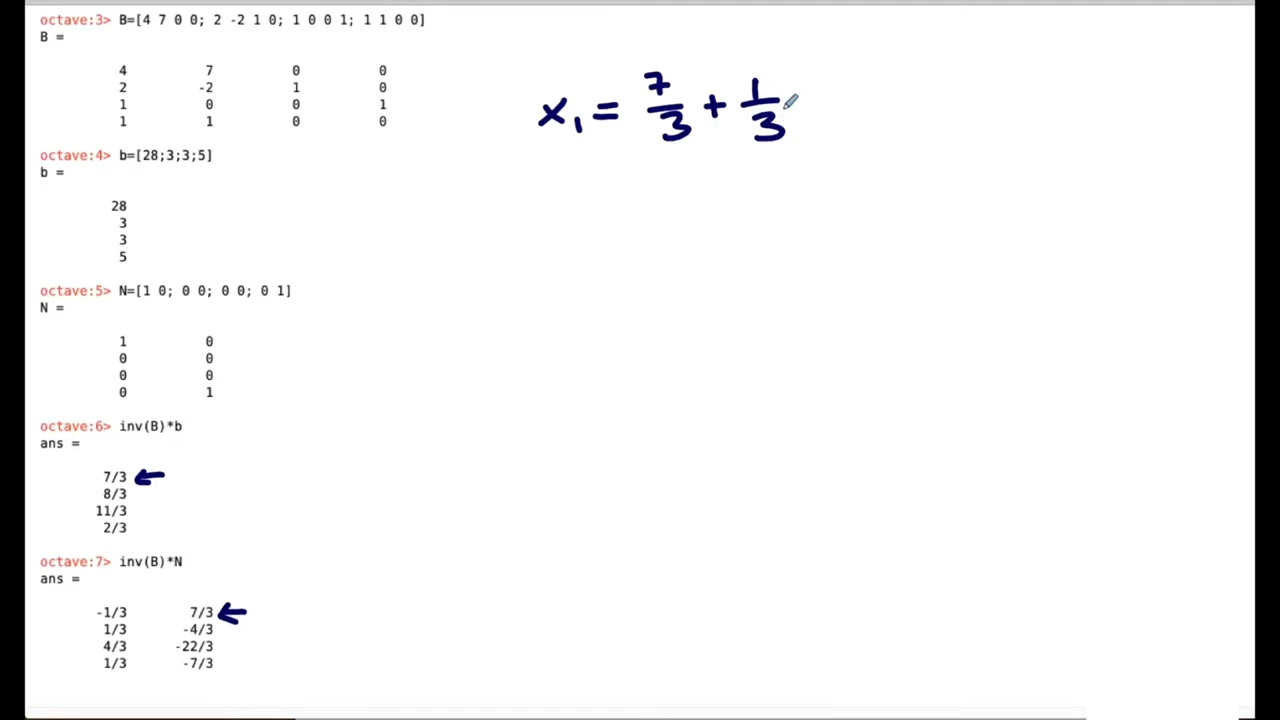 octave:3> B=[4 7 0 0; 2 -2 1 0; 1 0 0 1; 1 1 0 0]
B =
4 7 0 0
2 -2 1 0
1 0 0 1
1 1 0 0
x₁ = 7/3 + 1/3
octave:4> b=[28;3;3;5]
b =
28
3
3
5
octave:5> N=[1 0; 0 0; 0 0; 0 1]
N =
1 0
0 0
0 0
0 1
octave:6> inv(B)*b
ans =
7/3
8/3
11/3
2/3
octave:7> inv(B)*N
ans =
-1/3 7/3
1/3 -4/3
4/3 -22/3
1/3 -7/3